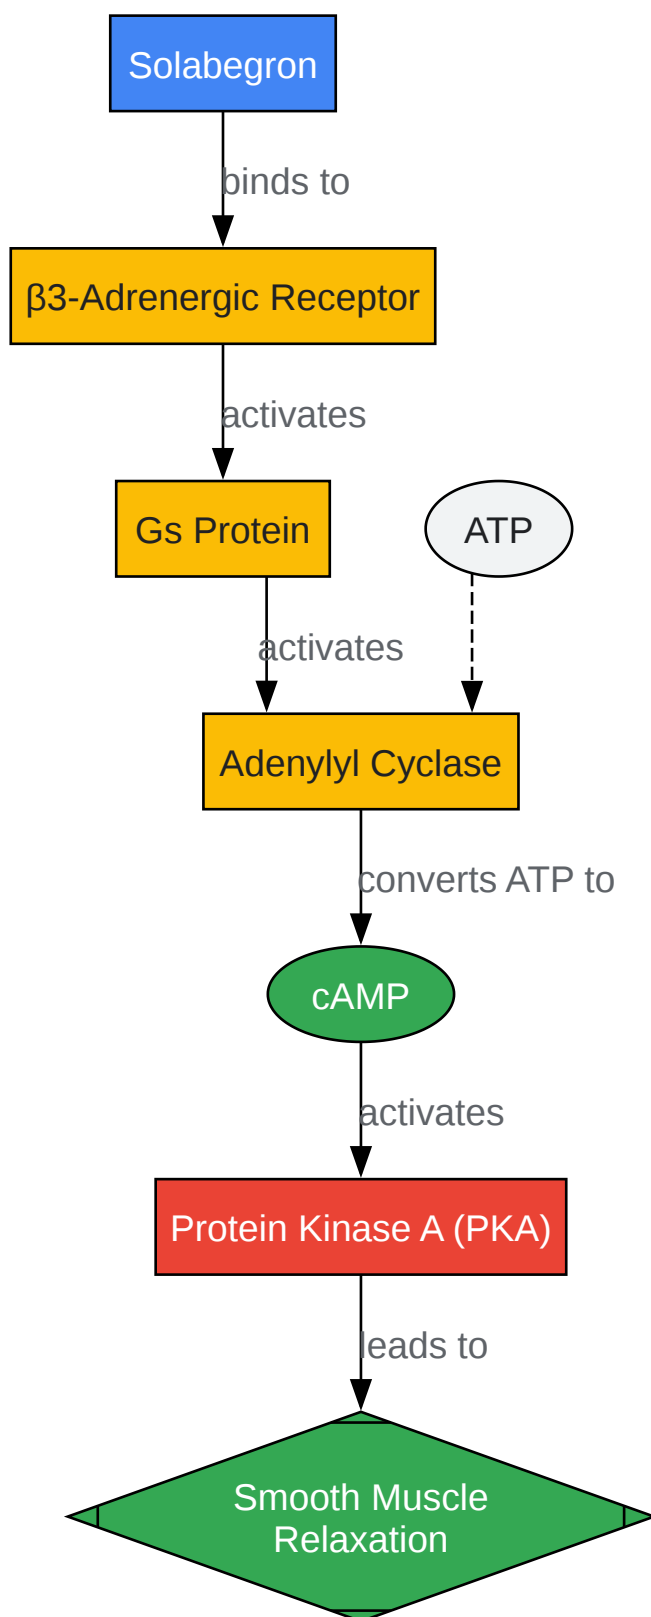 Solabegron
binds to
β3-Adrenergic Receptor
activates
Gs Protein
ATP
activates
Adenylyl Cyclase
converts ATP to
cAMP
activates
Protein Kinase A (PKA)
leads to
Smooth Muscle
Relaxation